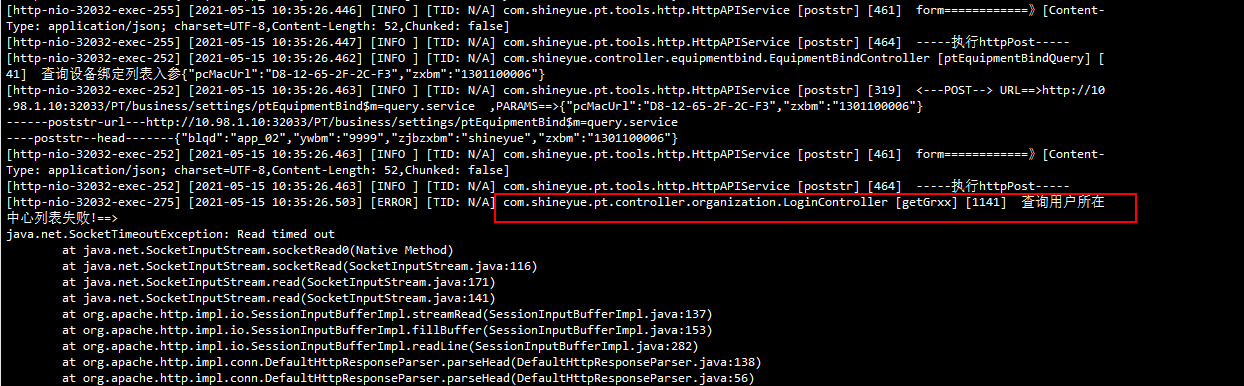 [http-nio-32032-exec-255] [2021-05-15 10:35:26.446] [INFO ] [TID: N/A] com.shineyue.pt.tools.http.HttpAPIService [poststr] [461]  form============》[Content-
Type: application/json; charset=UTF-8,Content-Length: 52,Chunked: false]
[http-nio-32032-exec-255] [2021-05-15 10:35:26.447] [INFO ] [TID: N/A] com.shineyue.pt.tools.http.HttpAPIService [poststr] [464]  -----执行httpPost-----
[http-nio-32032-exec-252] [2021-05-15 10:35:26.462] [INFO ] [TID: N/A] com.shineyue.controller.equipmentbind.EquipmentBindController [ptEquipmentBindQuery] [
41]  查询设备绑定列表入参{"pcMacUrl":"D8-12-65-2F-2C-F3","zxbm":"1301100006"}
[http-nio-32032-exec-252] [2021-05-15 10:35:26.463] [INFO ] [TID: N/A] com.shineyue.pt.tools.http.HttpAPIService [poststr] [319]  <---POST--> URL==>http://10
.98.1.10:32033/PT/business/settings/ptEquipmentBind$m=query.service  ,PARAMS==>{"pcMacUrl":"D8-12-65-2F-2C-F3","zxbm":"1301100006"}
------poststr-url---http://10.98.1.10:32033/PT/business/settings/ptEquipmentBind$m=query.service
----poststr--head-------{"blqd":"app_02","ywbm":"9999","zjbzxbm":"shineyue","zxbm":"1301100006"}
[http-nio-32032-exec-252] [2021-05-15 10:35:26.463] [INFO ] [TID: N/A] com.shineyue.pt.tools.http.HttpAPIService [poststr] [461]  form============》[Content-
Type: application/json; charset=UTF-8,Content-Length: 52,Chunked: false]
[http-nio-32032-exec-252] [2021-05-15 10:35:26.463] [INFO ] [TID: N/A] com.shineyue.pt.tools.http.HttpAPIService [poststr] [464]  -----执行httpPost-----
[http-nio-32032-exec-275] [2021-05-15 10:35:26.503] [ERROR] [TID: N/A] com.shineyue.pt.controller.organization.LoginController [getGrxx] [1141]  查询用户所在
中心列表失败!==>
java.net.SocketTimeoutException: Read timed out
at java.net.SocketInputStream.socketRead0(Native Method)
at java.net.SocketInputStream.socketRead(SocketInputStream.java:116)
at java.net.SocketInputStream.read(SocketInputStream.java:171)
at java.net.SocketInputStream.read(SocketInputStream.java:141)
at org.apache.http.impl.io.SessionInputBufferImpl.streamRead(SessionInputBufferImpl.java:137)
at org.apache.http.impl.io.SessionInputBufferImpl.fillBuffer(SessionInputBufferImpl.java:153)
at org.apache.http.impl.io.SessionInputBufferImpl.readLine(SessionInputBufferImpl.java:282)
at org.apache.http.impl.conn.DefaultHttpResponseParser.parseHead(DefaultHttpResponseParser.java:138)
at org.apache.http.impl.conn.DefaultHttpResponseParser.parseHead(DefaultHttpResponseParser.java:56)